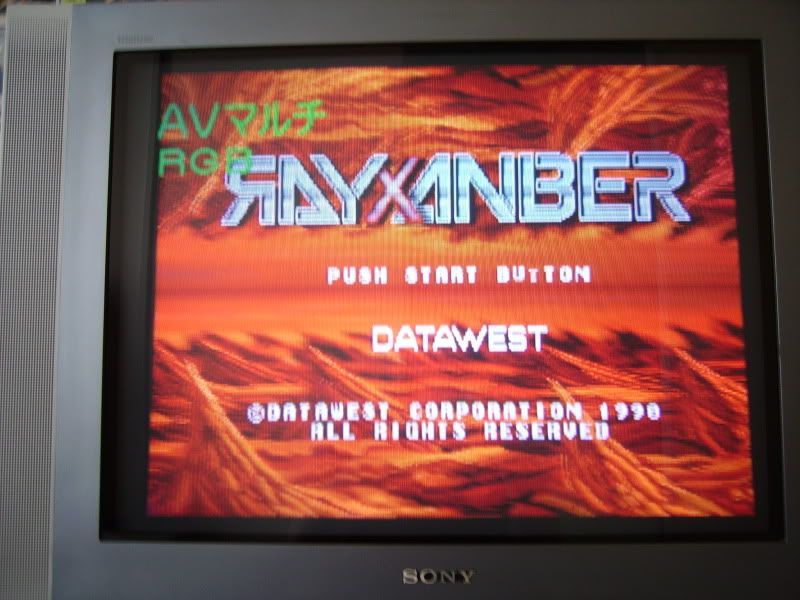 AVマルチ
RGB
RAYXANBER
PUSH START BUTTON
DATAWEST
©DATAWEST CORPORATION 1990
ALL RIGHTS RESERVED
SONY